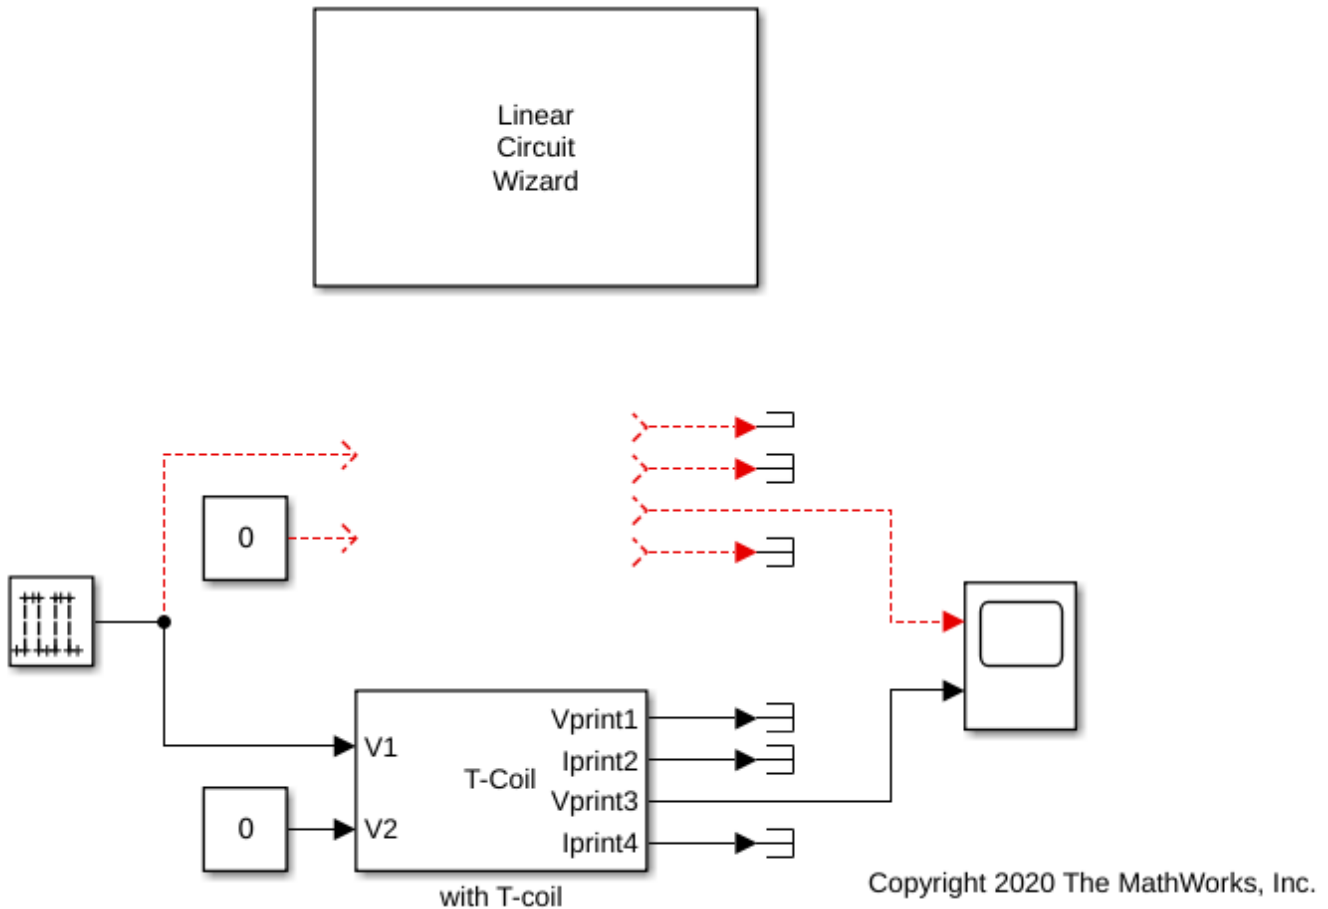 Linear
Circuit
Wizard
0
V1
V2
T-Coil
Vprint1
Iprint2
Vprint3
Iprint4
0
with T-coil
Copyright 2020 The MathWorks, Inc.